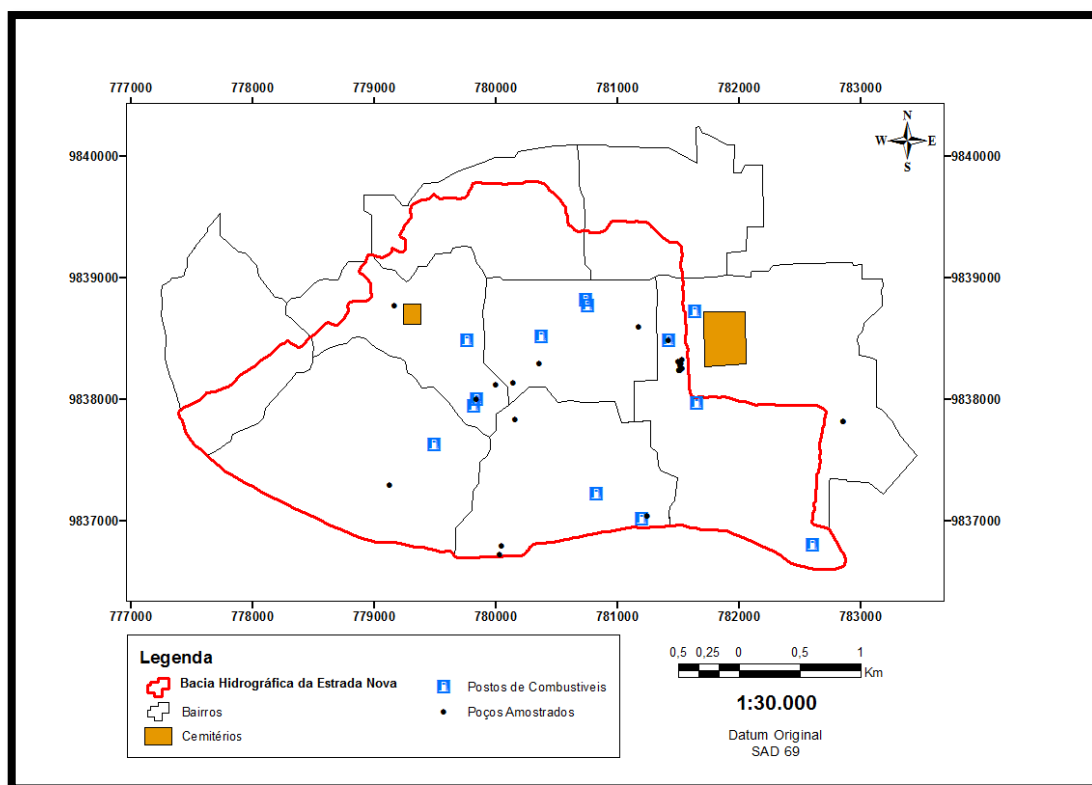 777000 778000 779000 780000 781000 782000 783000
N
W E
S
9840000 9840000
9839000 9839000
9838000 9838000
9837000 9837000
777000 778000 779000 780000 781000 782000 783000
Legenda
Bacia Hidrográfica da Estrada Nova
Bairros
Cemitérios
Postos de Combustiveis
Poços Amostrados
0,5 0,25 0 0,5 1
Km
1:30.000
Datum Original
SAD 69